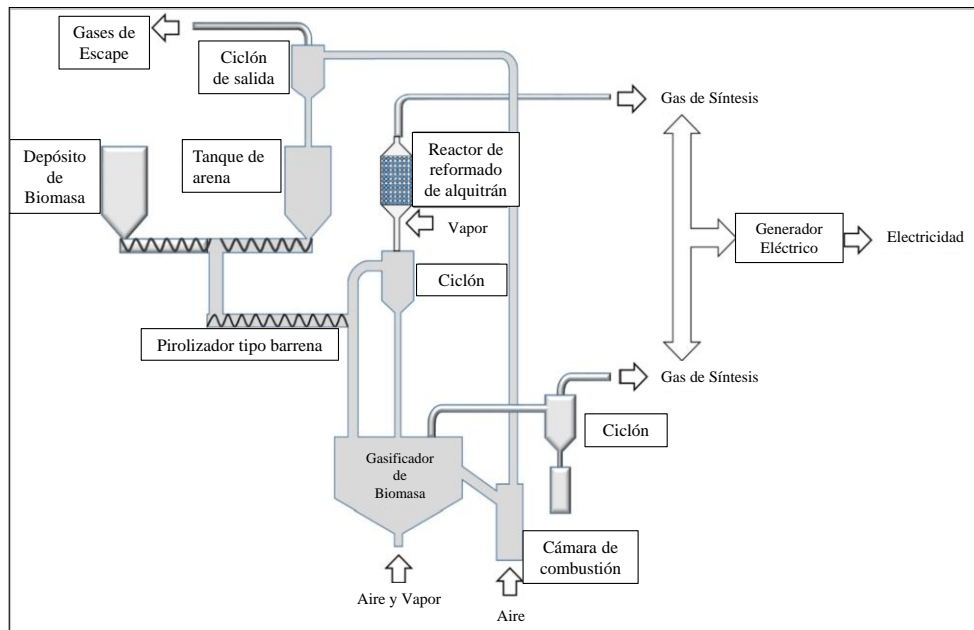 Gases de
Escape
Ciclón
de salida
Gas de Síntesis
Depósito
de
Biomasa
Tanque de
arena
Reactor de
reformado
de alquitrán
Vapor
Generador
Eléctrico
Electricidad
Ciclón
Pirolizador tipo barrena
Gas de Síntesis
Ciclón
Gasificador
de
Biomasa
Cámara de
combustión
Aire y Vapor
Aire